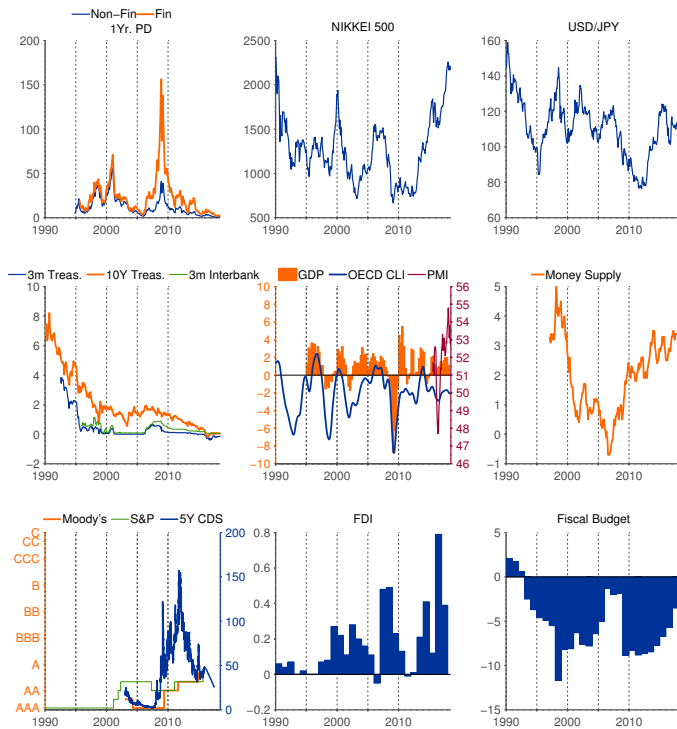 Non-Fin Fin
1Yr. PD
200
150
100
50
0
1990 2000 2010
NIKKEI 500
2500
2100
1700
1300
900
500
1990 2000 2010
USD/JPY
160
140
120
100
80
60
1990 2000 2010
3m Treas. 10Y Treas. 3m Interbank
10
8
6
4
2
0
−2
1990 2000 2010
GDP OECD CLI PMI
10 56
8 55
6 54
4 53
2 52
0 51
−2 50
−4 49
−6 48
−8 47
−10 46
1990 2000 2010
Money Supply
5
4
3
2
1
0
−1
1990 2000 2010
Moody's S&P 5Y CDS
C 200
CC
CCC 150
B
BB 100
BBB
A 50
AA
AAA 0
1990 2000 2010
FDI
0.8
0.6
0.4
0.2
0
−0.2
1990 2000 2010
Fiscal Budget
5
0
−5
−10
−15
1990 2000 2010